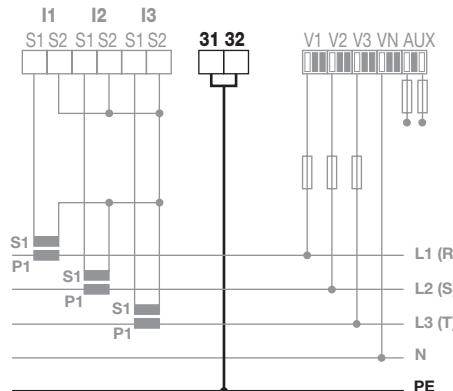 I1 I2 I3
S1 S2 S1 S2 S1 S2 31 32 V1 V2 V3 VN AUX
S1
P1 L1 (R
S1
P1 L2 (S
S1
P1 L3 (T)
N
PE